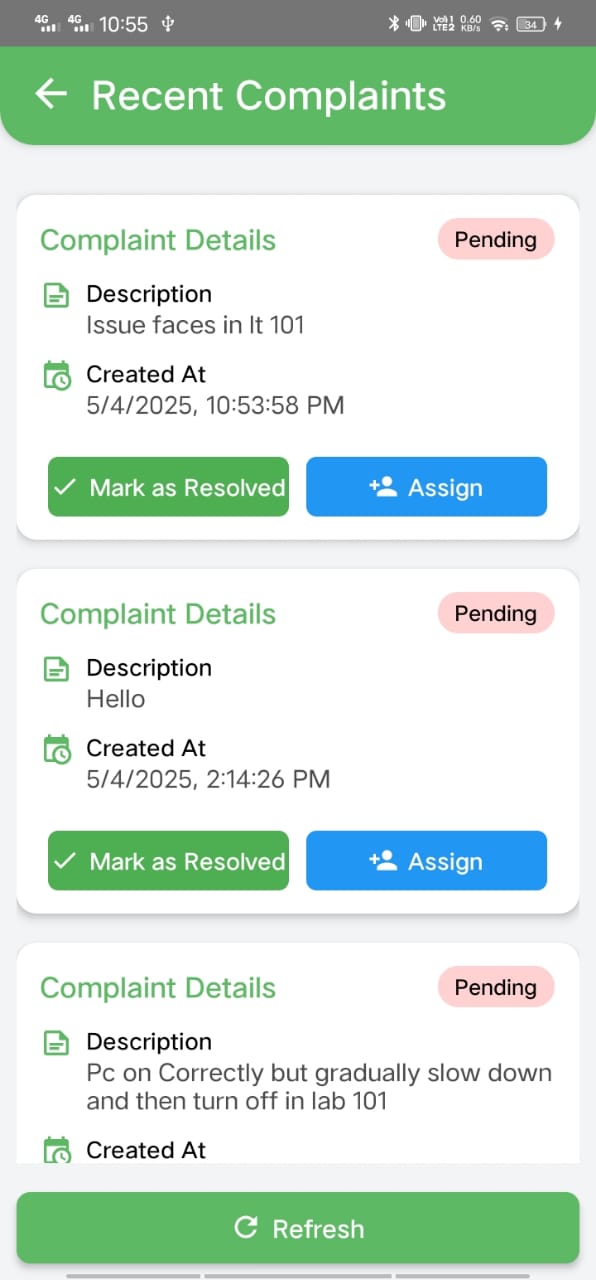 4G 4G 10:55 Vo) 1 LTE2 0.60 KB/s 34
Recent Complaints
Complaint Details Pending
Description
Issue faces in lt 101
Created At
5/4/2025, 10:53:58 PM
Mark as Resolved Assign
Complaint Details Pending
Description
Hello
Created At
5/4/2025, 2:14:26 PM
Mark as Resolved Assign
Complaint Details Pending
Description
Pc on Correctly but gradually slow down
and then turn off in lab 101
Created At
Refresh